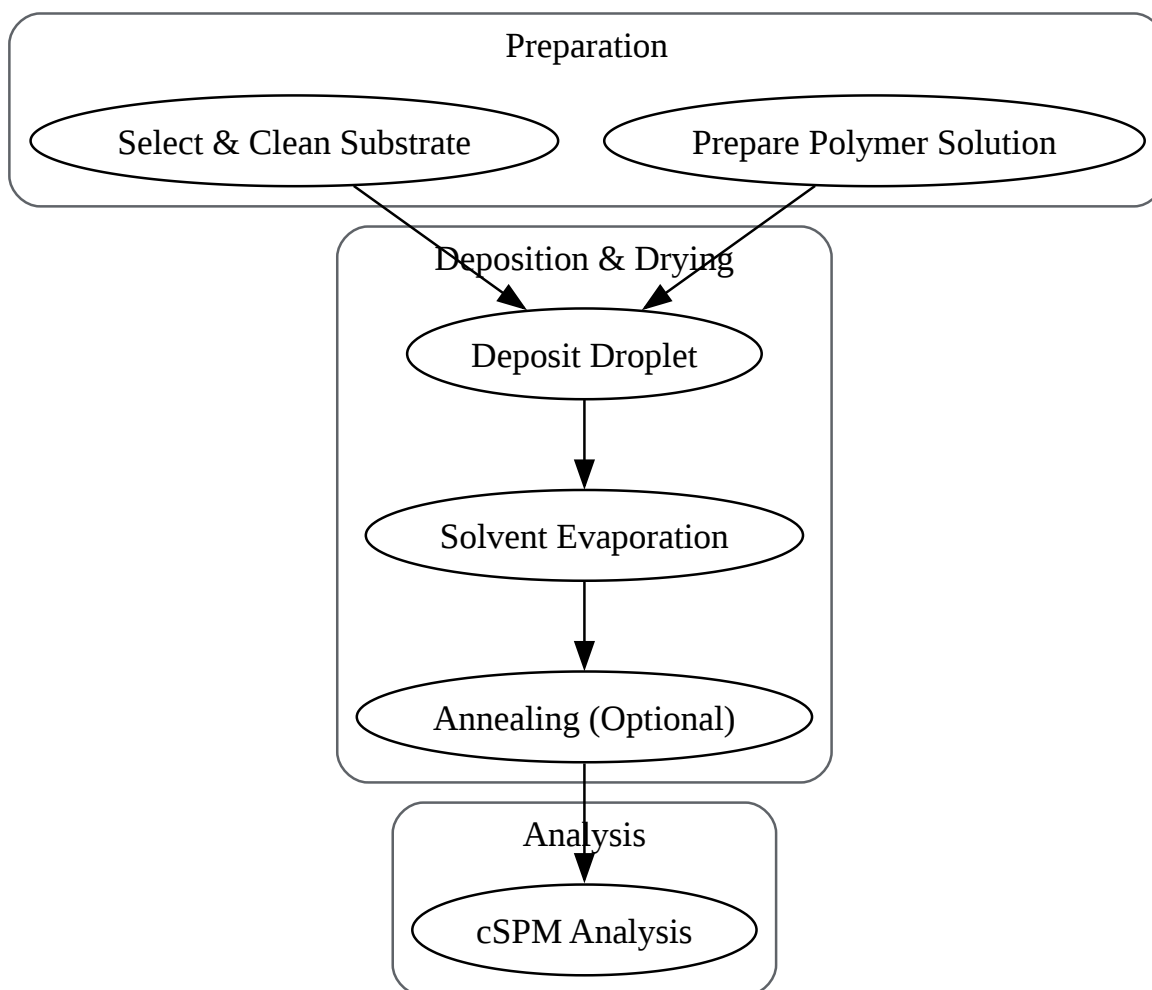 Preparation
Select & Clean Substrate
Prepare Polymer Solution
Deposition & Drying
Deposit Droplet
Solvent Evaporation
Annealing (Optional)
Analysis
cSPM Analysis